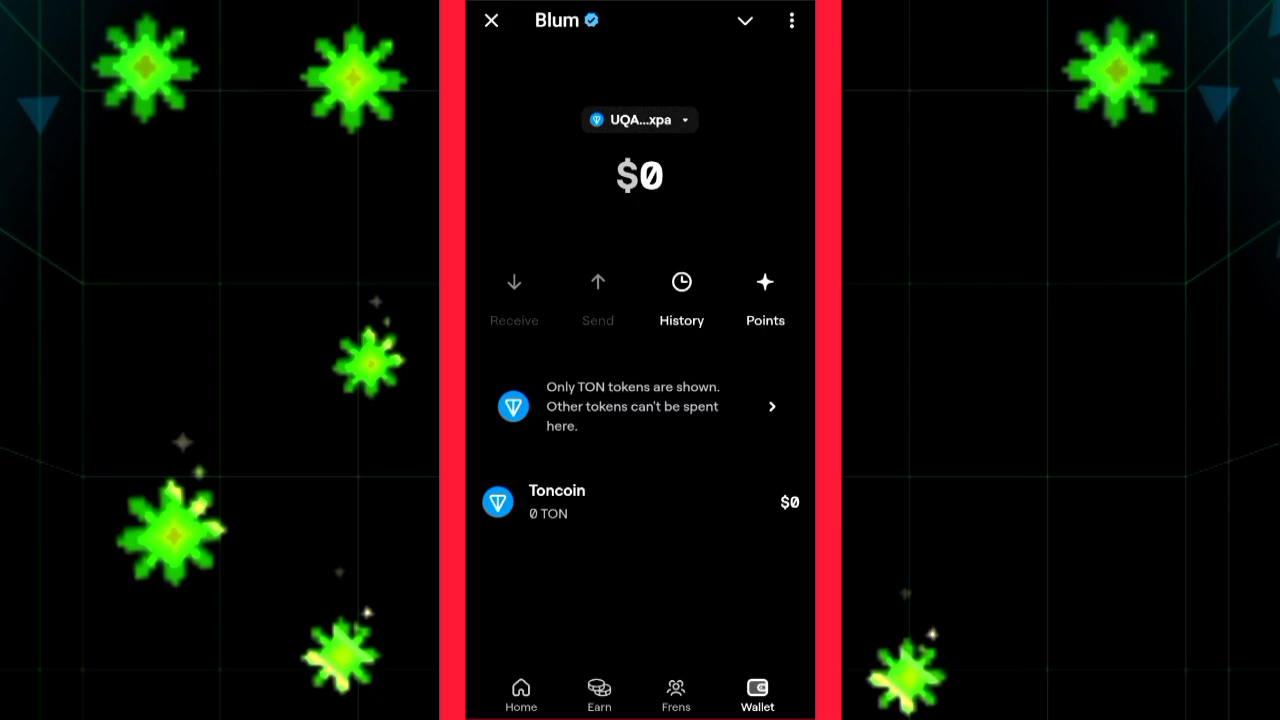 Blum
UQA...xpa
$0
Receive
Send
History
Points
Only TON tokens are shown.
Other tokens can't be spent
here.
Toncoin
$0
0 TON
Home
Earn
Frens
Wallet